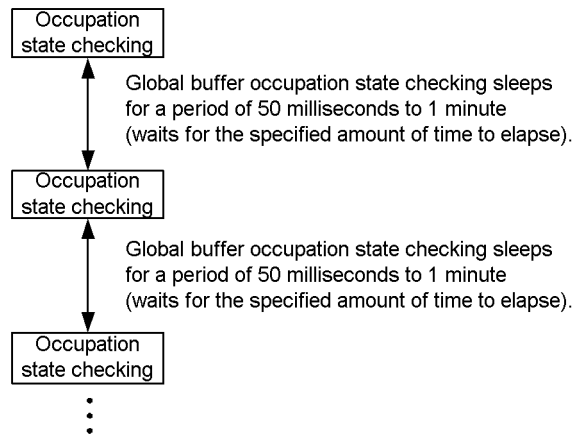 Occupation
state checking
Global buffer occupation state checking sleeps
for a period of 50 milliseconds to 1 minute
(waits for the specified amount of time to elapse).
Occupation
state checking
Global buffer occupation state checking sleeps
for a period of 50 milliseconds to 1 minute
(waits for the specified amount of time to elapse).
Occupation
state checking